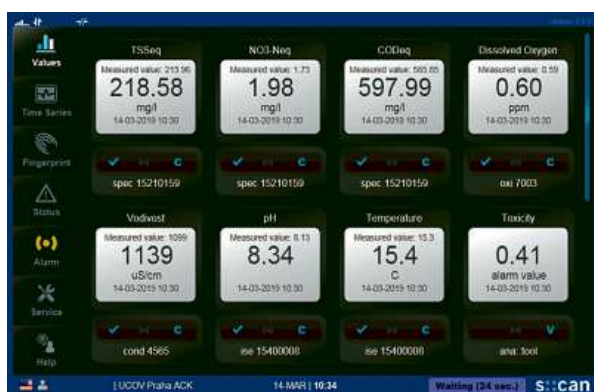 Values
Time Series
Fingerprint
Status
Alarm
Service
Help
TSSeq
Measured value: 213.96
218.58
mg/l
14-03-2019 10:30
C
spec 15210159
NO3-Neq
Measured value: 1.73
1.98
mg/l
14-03-2019 10:30
C
spec 15210159
CODeq
Measured value: 565.65
597.99
mg/l
14-03-2019 10:30
C
spec 15210159
Dissolved Oxygen
Measured value: 0.59
0.60
ppm
14-03-2019 10:30
C
oxi 7003
Vodivost
Measured value: 1099
1139
uS/cm
14-03-2019 10:30
C
cond 4565
pH
Measured value: 8.13
8.34
14-03-2019 10:30
C
ise 15400008
Temperature
Measured value: 15.3
15.4
C
14-03-2019 10:30
C
ise 15400008
Toxicity
0.41
alarm value
14-03-2019 10:30
V
ana::tool
UCOV Praha ACK
14-MAR | 10:34
Waiting (24 sec.)
s::can